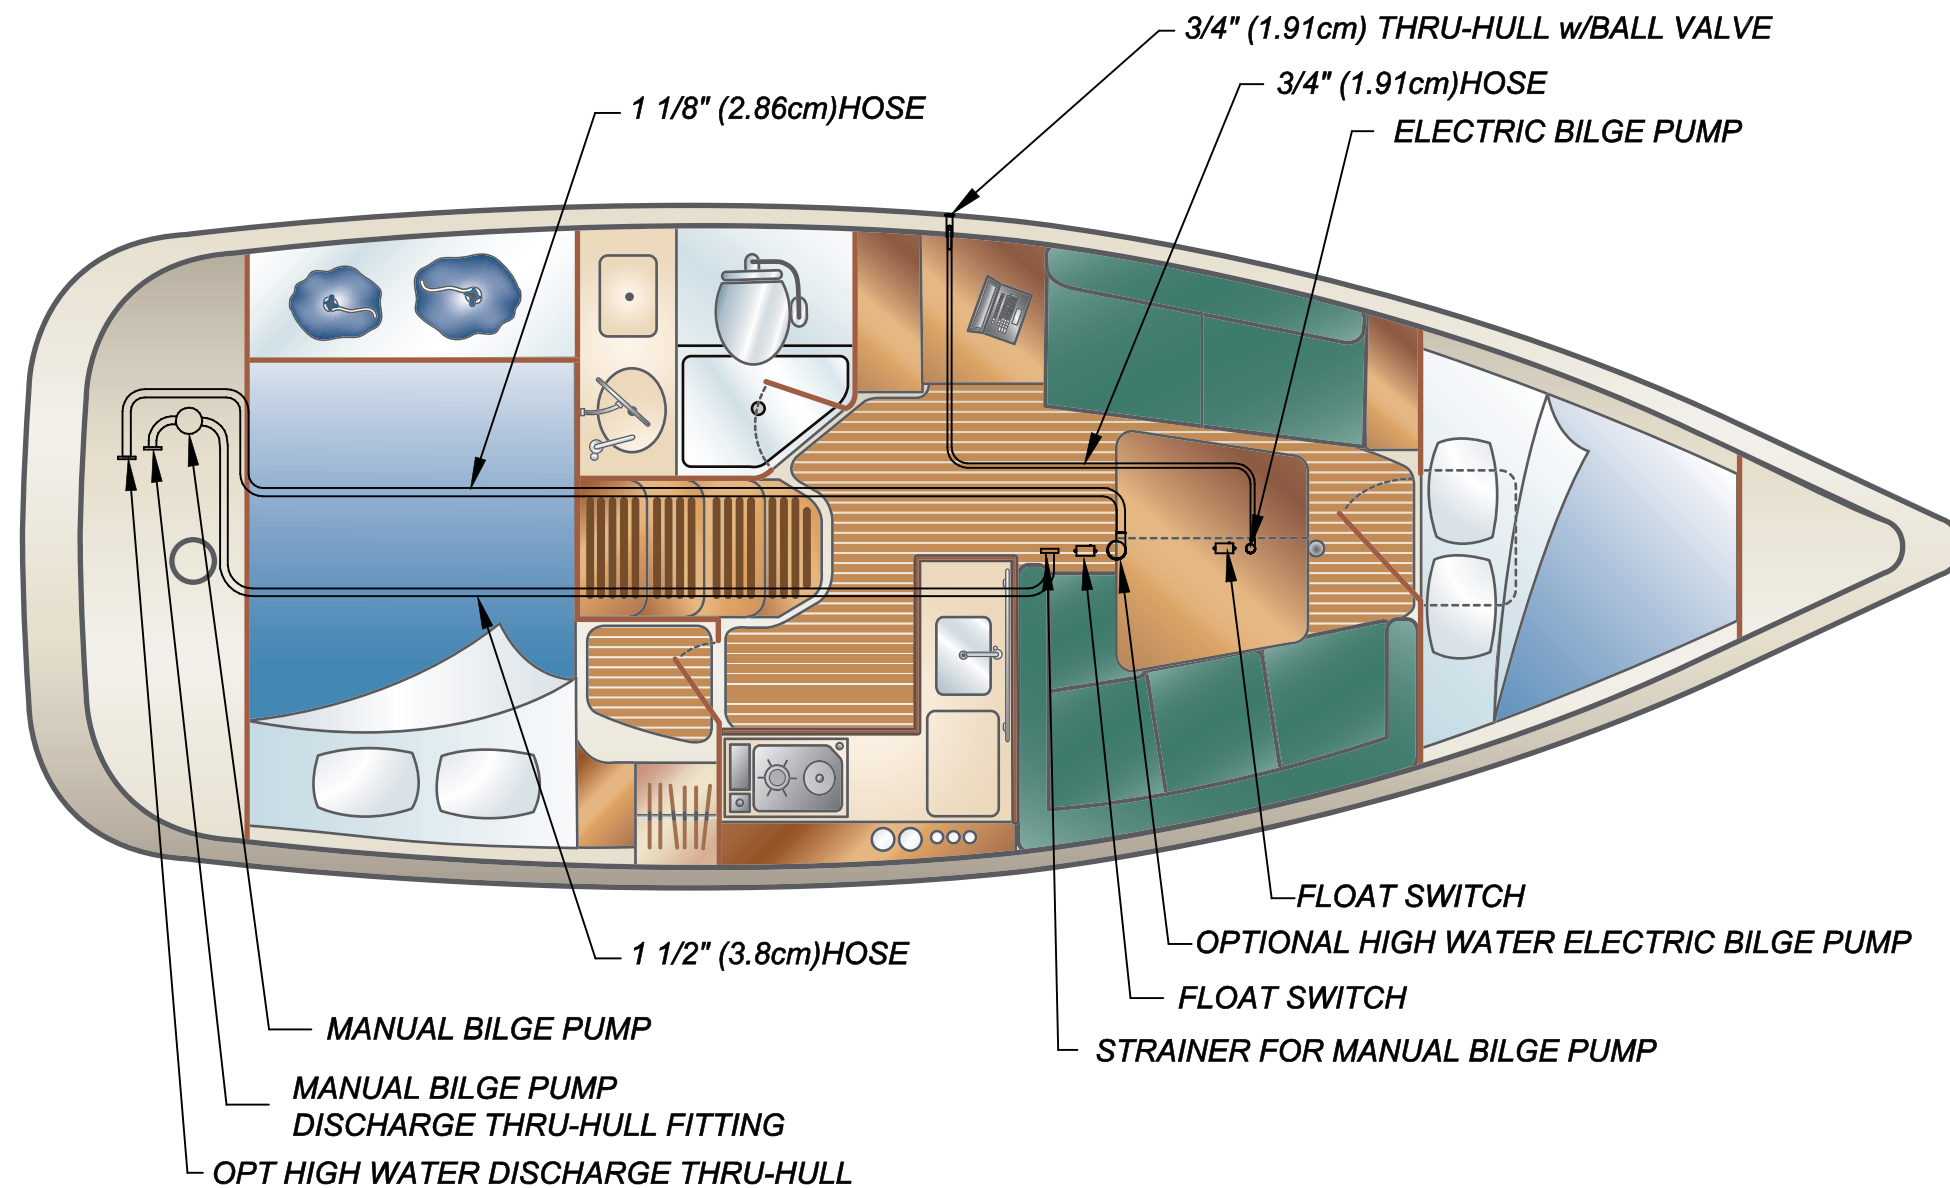 3/4" (1.91cm) THRU-HULL w/BALL VALVE
3/4" (1.91cm)HOSE
1 1/8" (2.86cm)HOSE
ELECTRIC BILGE PUMP
FLOAT SWITCH
OPTIONAL HIGH WATER ELECTRIC BILGE PUMP
1 1/2" (3.8cm)HOSE
FLOAT SWITCH
MANUAL BILGE PUMP
STRAINER FOR MANUAL BILGE PUMP
MANUAL BILGE PUMP
DISCHARGE THRU-HULL FITTING
OPT HIGH WATER DISCHARGE THRU-HULL